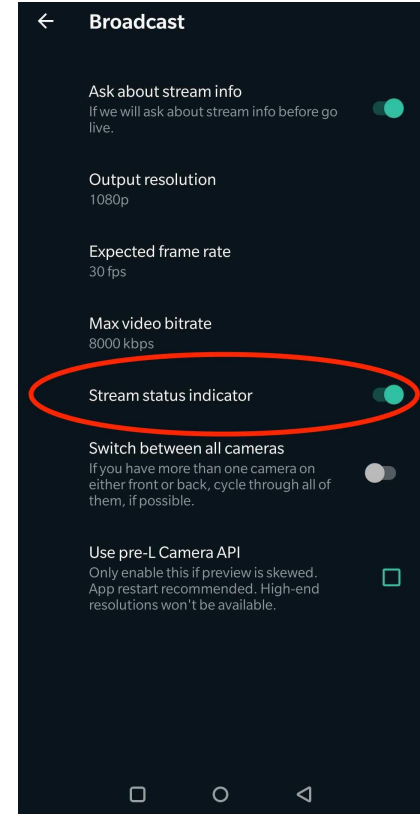 Broadcast
Ask about stream info
If we will ask about stream info before go
live.
Output resolution
1080p
Expected frame rate
30 fps
Max video bitrate
8000 kbps
Stream status indicator
Switch between all cameras
If you have more than one camera on
either front or back, cycle through all of
them, if possible.
Use pre-L Camera API
Only enable this if preview is skewed.
App restart recommended. High-end
resolutions won't be available.